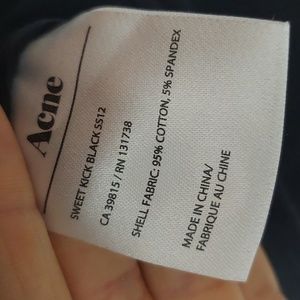 Acne
SWEET KICK BLACK SS12
CA 39815 / RN 131738
SHELL FABRIC: 95% COTTON, 5% SPANDEX
MADE IN CHINA/
FABRIQUE AU CHINE